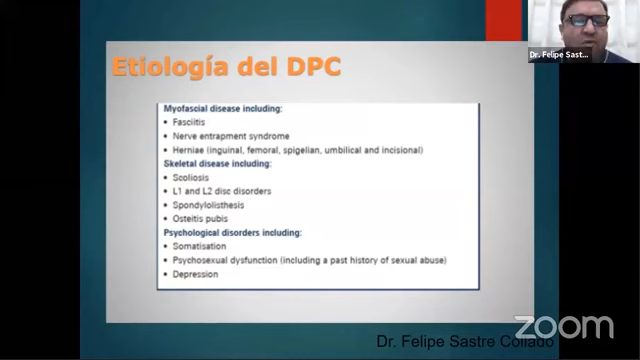 Etiología del DPC
Dr. Felipe Sast...
Myofascial disease including:
• Fasciitis
• Nerve entrapment syndrome
• Herniae (inguinal, femoral, spigelian, umbilical and incisional)
Skeletal disease including:
• Scoliosis
• L1 and L2 disc disorders
• Spondylolisthesis
• Osteitis pubis
Psychological disorders including:
• Somatisation
• Psychosexual dysfunction (including a past history of sexual abuse)
• Depression
zoom
Dr. Felipe Sastre Collado